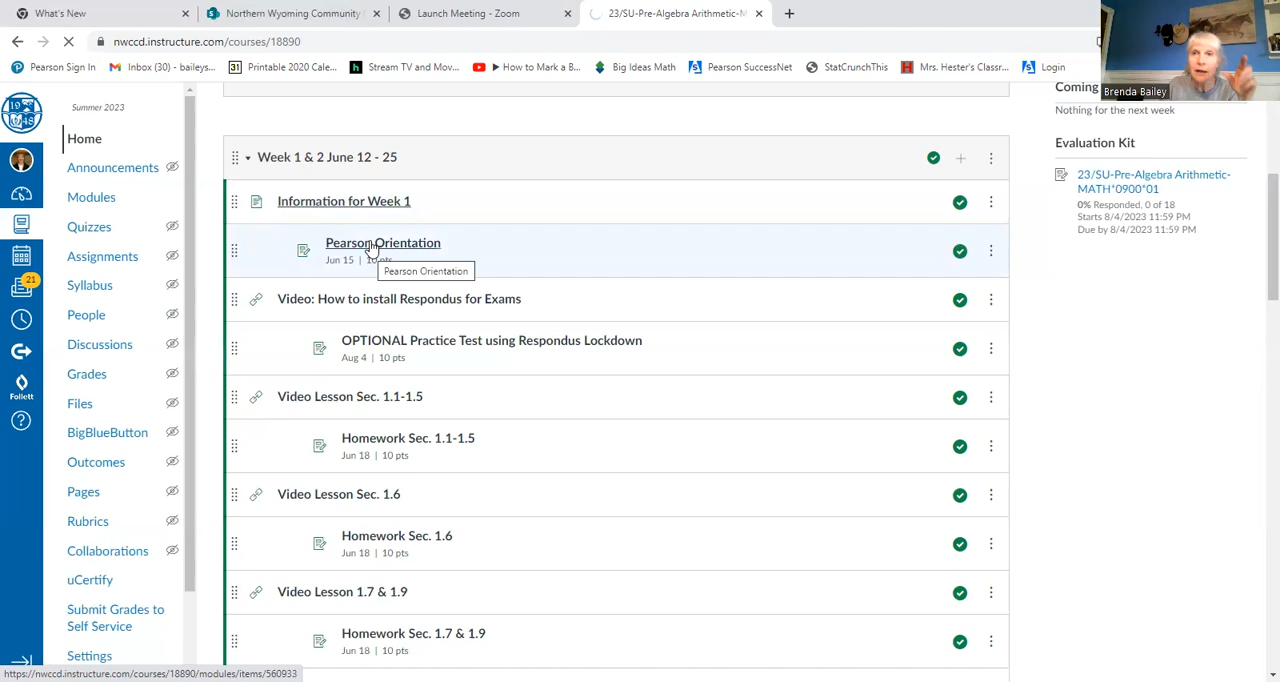 What's New
Northern Wyoming Community
Launch Meeting - Zoom
23/SU-Pre-Algebra Arithmetic-M
nwccd.instructure.com/courses/18890
Pearson Sign In
Inbox (30) - baileys...
31 Printable 2020 Cale...
h Stream TV and Mov...
► How to Mark a B...
Big Ideas Math
Pearson SuccessNet
StatCrunchThis
H Mrs. Hester's Classr...
Login
Brenda Bailey
Summer 2023
Home
Announcements
Modules
Quizzes
Assignments
Syllabus
People
Discussions
Grades
Files
BigBlueButton
Outcomes
Pages
Rubrics
Collaborations
uCertify
Submit Grades to
Self Service
Settings
21
Follett
Week 1 & 2 June 12 - 25
Information for Week 1
Pearson Orientation
Jun 15 | 10 pts
Pearson Orientation
Video: How to install Respondus for Exams
OPTIONAL Practice Test using Respondus Lockdown
Aug 4 | 10 pts
Video Lesson Sec. 1.1-1.5
Homework Sec. 1.1-1.5
Jun 18 | 10 pts
Video Lesson Sec. 1.6
Homework Sec. 1.6
Jun 18 | 10 pts
Video Lesson 1.7 & 1.9
Homework Sec. 1.7 & 1.9
Jun 18 | 10 pts
Coming
Nothing for the next week
Evaluation Kit
23/SU-Pre-Algebra Arithmetic-
MATH*0900*01
0% Responded, 0 of 18
Starts 8/4/2023 11:59 PM
Due by 8/4/2023 11:59 PM
https://nwccd.instructure.com/courses/18890/modules/items/560933